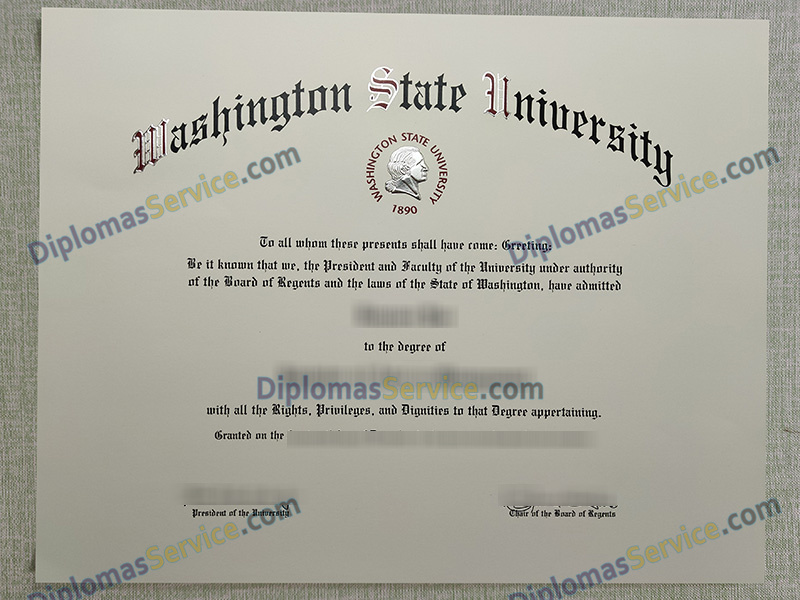 Washington State University
WASHINGTON STATE UNIVERSITY
1890
DiplomasService.com
DiplomasService.com
To all whom these presents shall have come: Greeting:
Be it known that we, the President and Faculty of the University under authority
of the Board of Regents and the laws of the State of Washington, have admitted
to the degree of
DiplomasService.com
with all the Rights, Privileges, and Dignities to that Degree appertaining.
Granted on the
President of the University
Chair of the Board of Regents
DiplomasService.com
DiplomasService.com